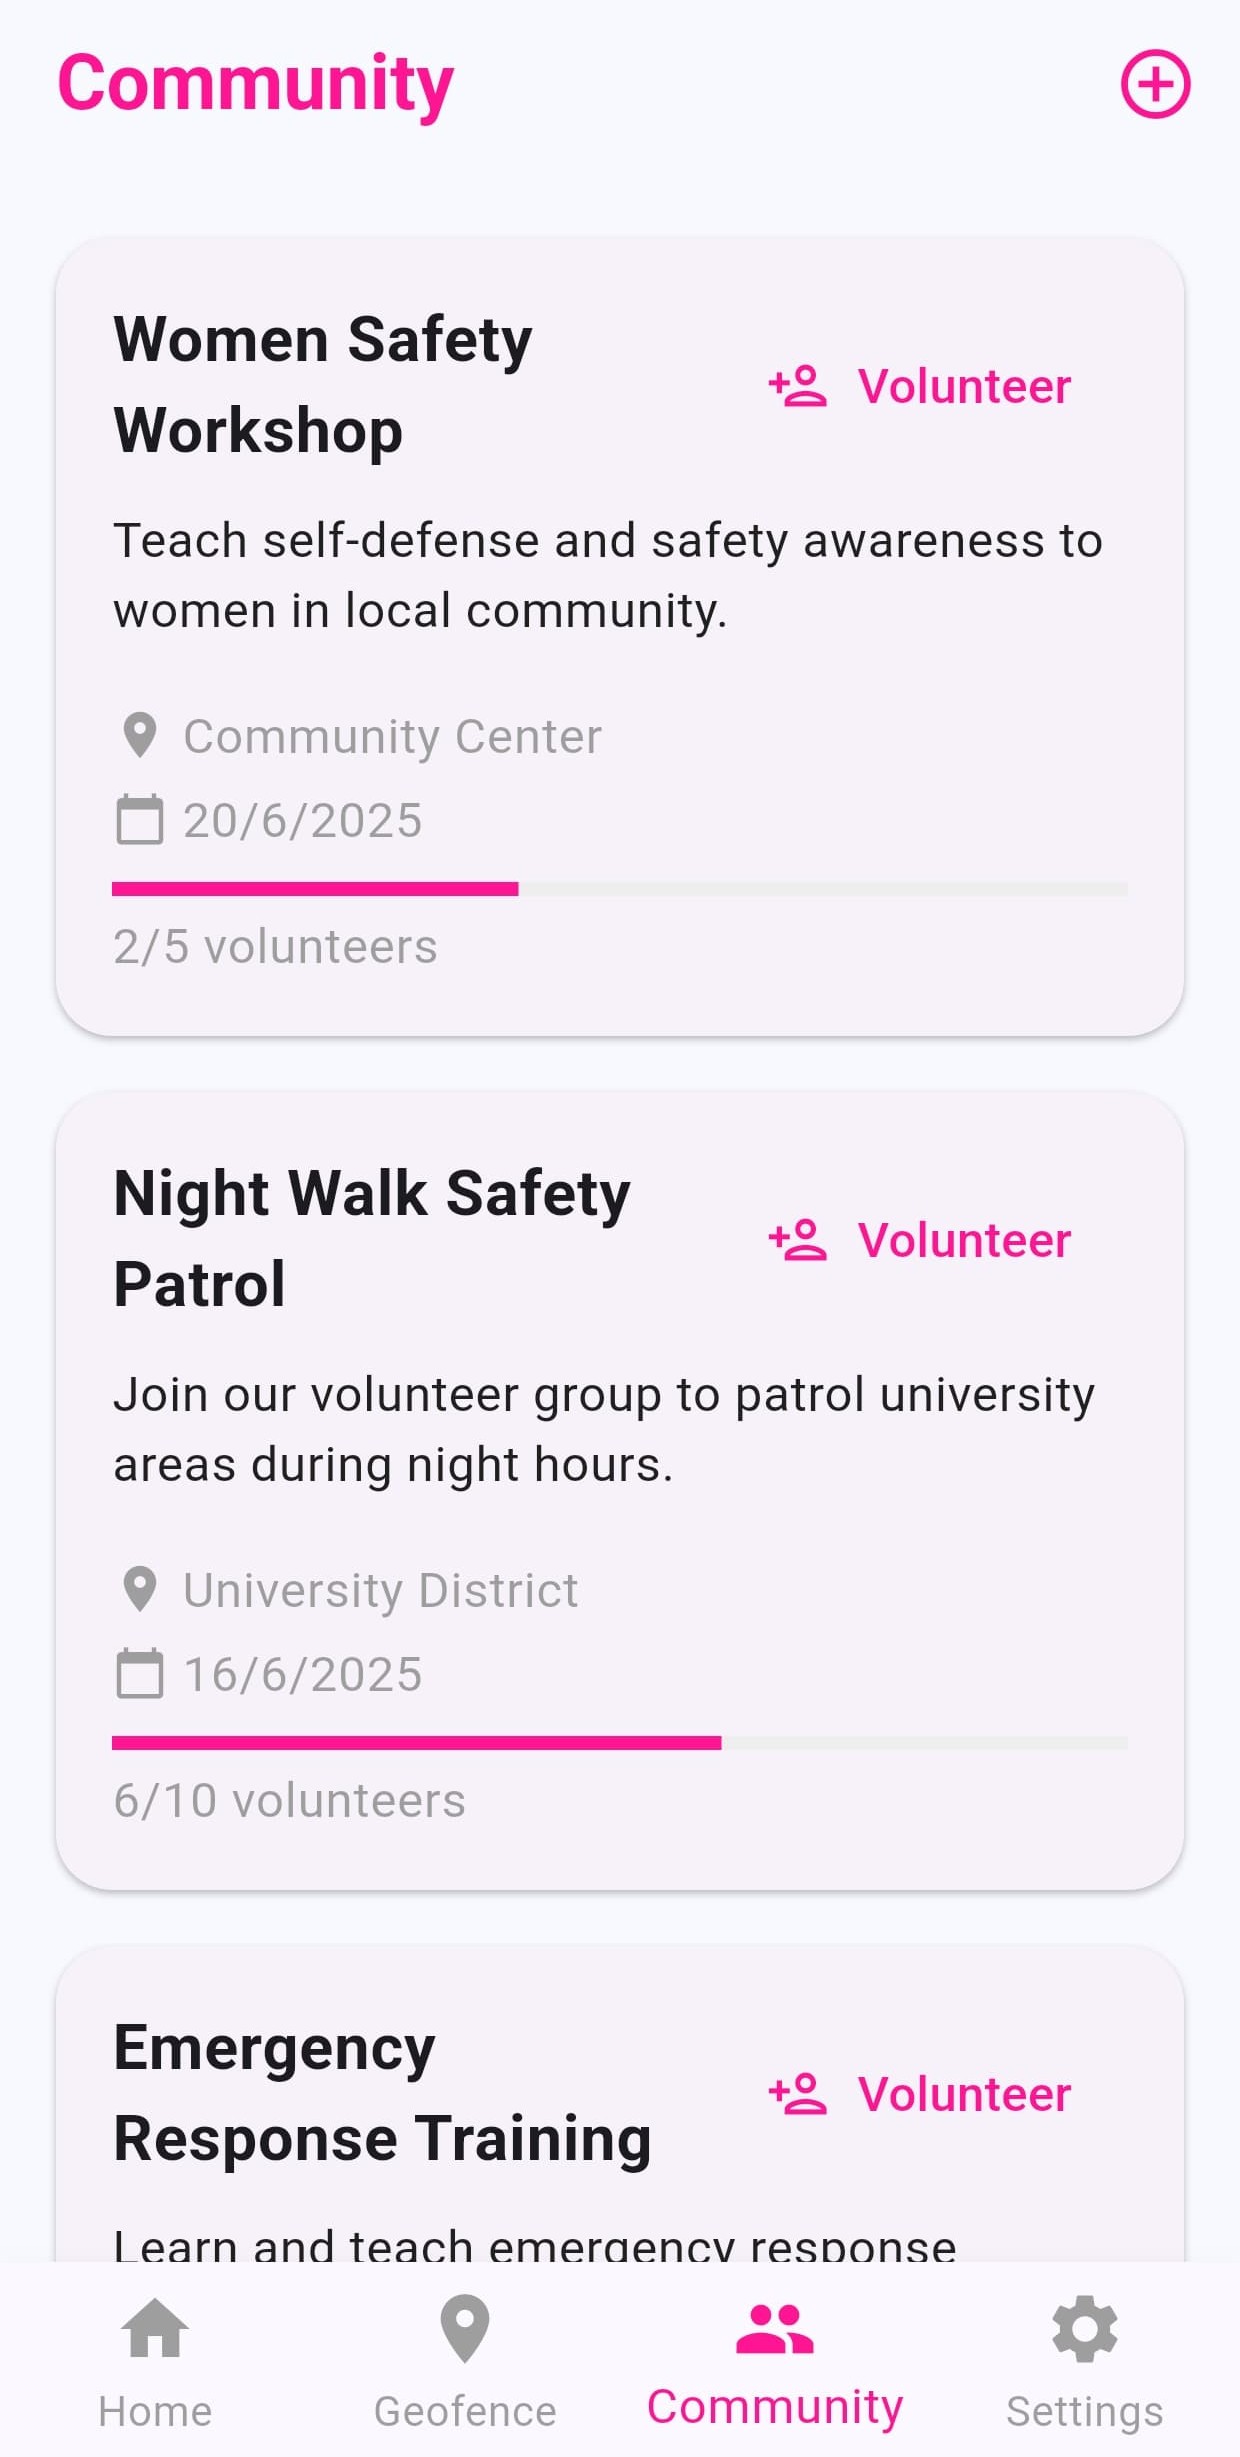 Community
Women Safety
Workshop
Volunteer
Teach self-defense and safety awareness to
women in local community.
Community Center
20/6/2025
2/5 volunteers
Night Walk Safety
Patrol
Volunteer
Join our volunteer group to patrol university
areas during night hours.
University District
16/6/2025
6/10 volunteers
Emergency
Response Training
Volunteer
Learn and teach emergency response
Home
Geofence
Community
Settings